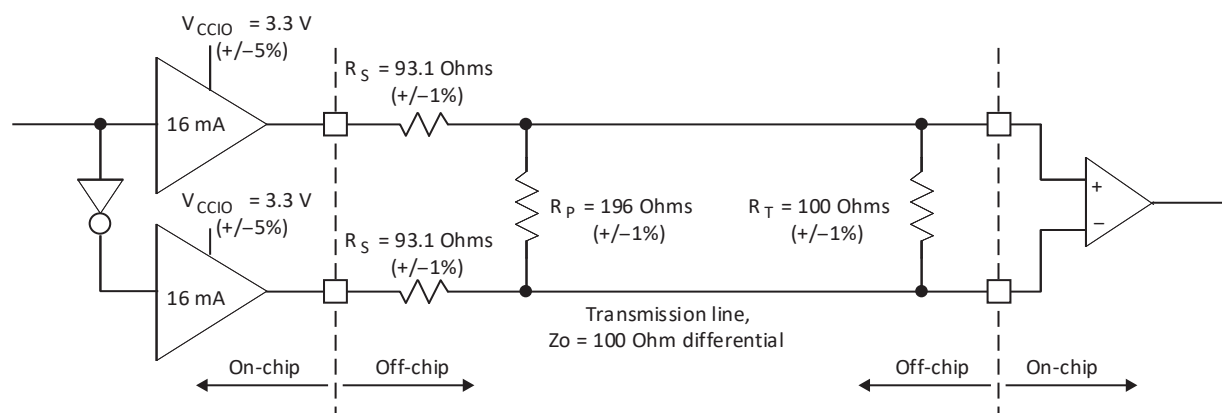 V CCIO = 3.3 V
(+/–5%)
R S = 93.1 Ohms
(+/–1%)
16 mA
V CCIO = 3.3 V
(+/–5%)
R S = 93.1 Ohms
(+/–1%)
R P = 196 Ohms
(+/–1%)
R T = 100 Ohms
(+/–1%)
+
–
16 mA
Transmission line,
Zo = 100 Ohm differential
On-chip
Off-chip
Off-chip
On-chip